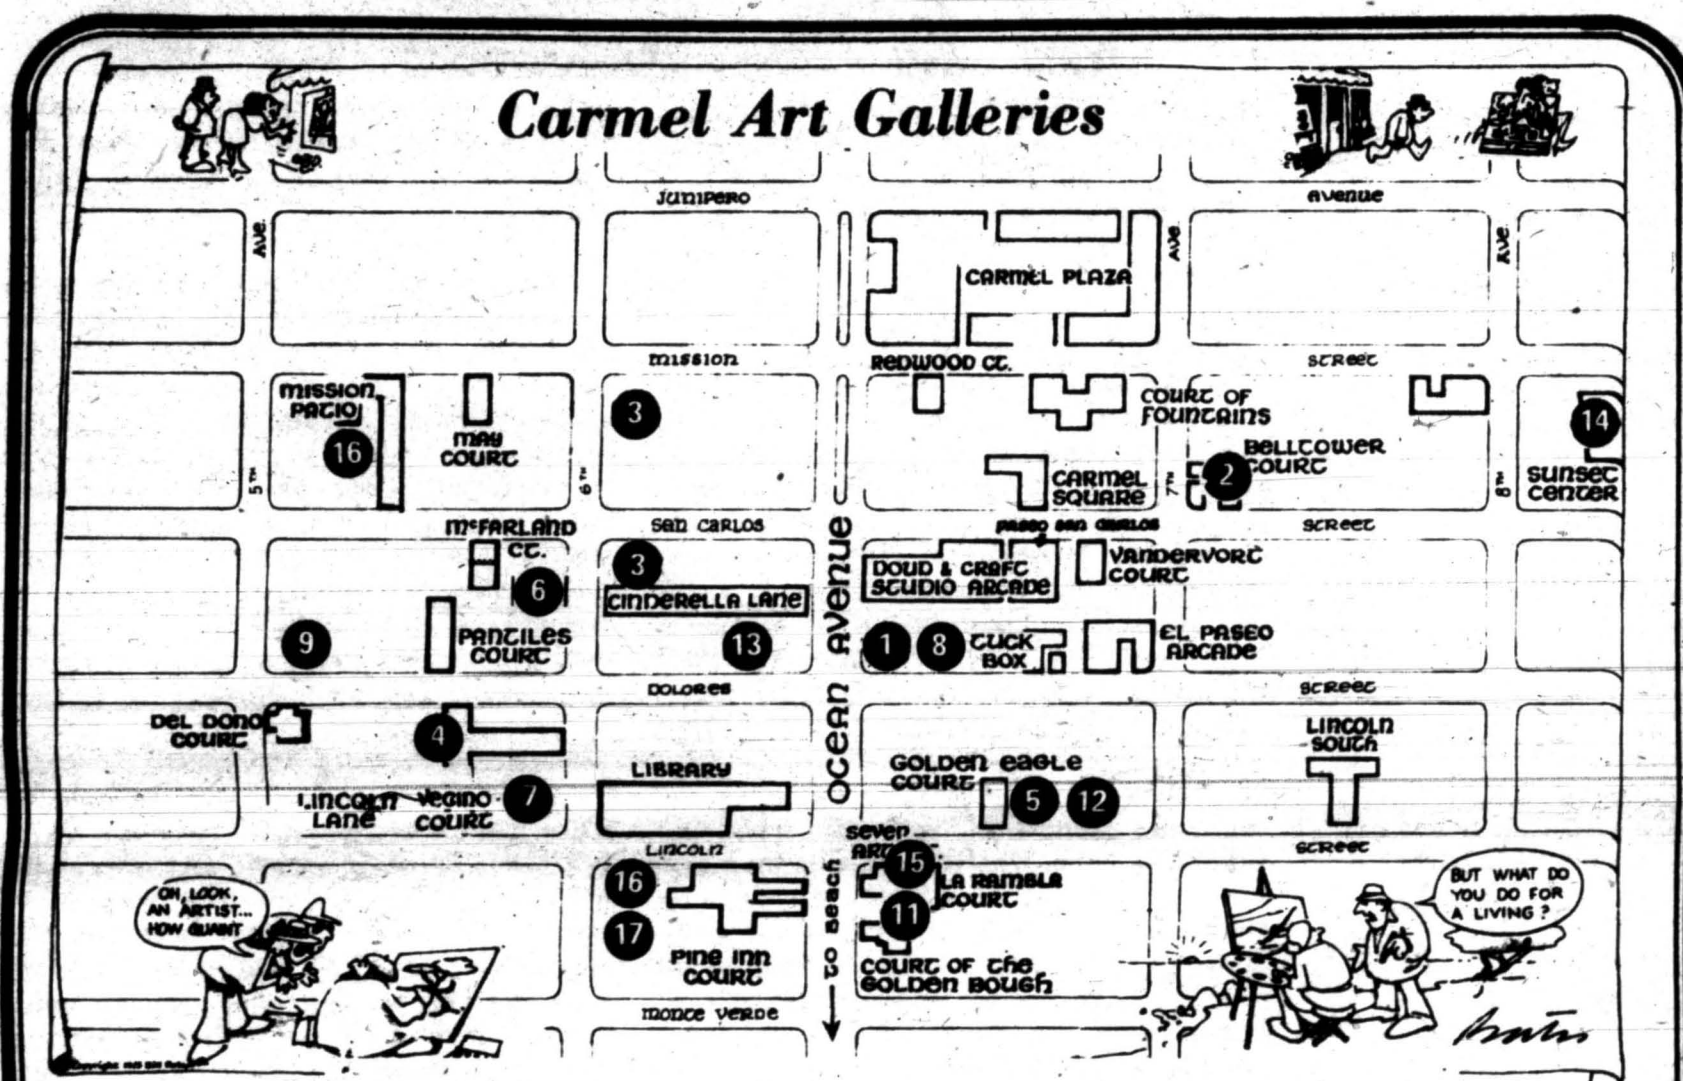 Carmel Art Galleries
JUNIPERO
AVENUE
AVE.
AVE.
AVE.
CARMEL PLAZA
MISSION
REDWOOD CT.
STREET
MISSION
PATIO
16
MAY
COURT
3
COURT OF
FOUNTAINS
14
SUNSET
CENTER
BELLTOWER
COURT
2
CARMEL
SQUARE
5TH
6TH
7TH
8TH
SAN CARLOS
PASEO SAN CARLOS
STREET
McFARLAND
CT.
6
3
CINDERELLA LANE
DOUD & CRAFT
STUDIO ARCADE
VANDERVORT
COURT
9
PANTILES
COURT
13
OCEAN AVENUE
1
8
TUCK
BOX
EL PASEO
ARCADE
DOLORES
STREET
DEL DONO
COURT
4
LINCOLN
SOUTH
LIBRARY
GOLDEN EAGLE
COURT
5
12
LINCOLN
LANE
VECINO
COURT
7
LINCOLN
STREET
SEVEN
15
LA RAMBLA
COURT
11
16
17
PINE INN
COURT
TO BEACH
COURT OF THE
GOLDEN BOUGH
MONTE VERDE
OH, LOOK,
AN ARTIST...
HOW QUAINT
BUT WHAT DO
YOU DO FOR
A LIVING?